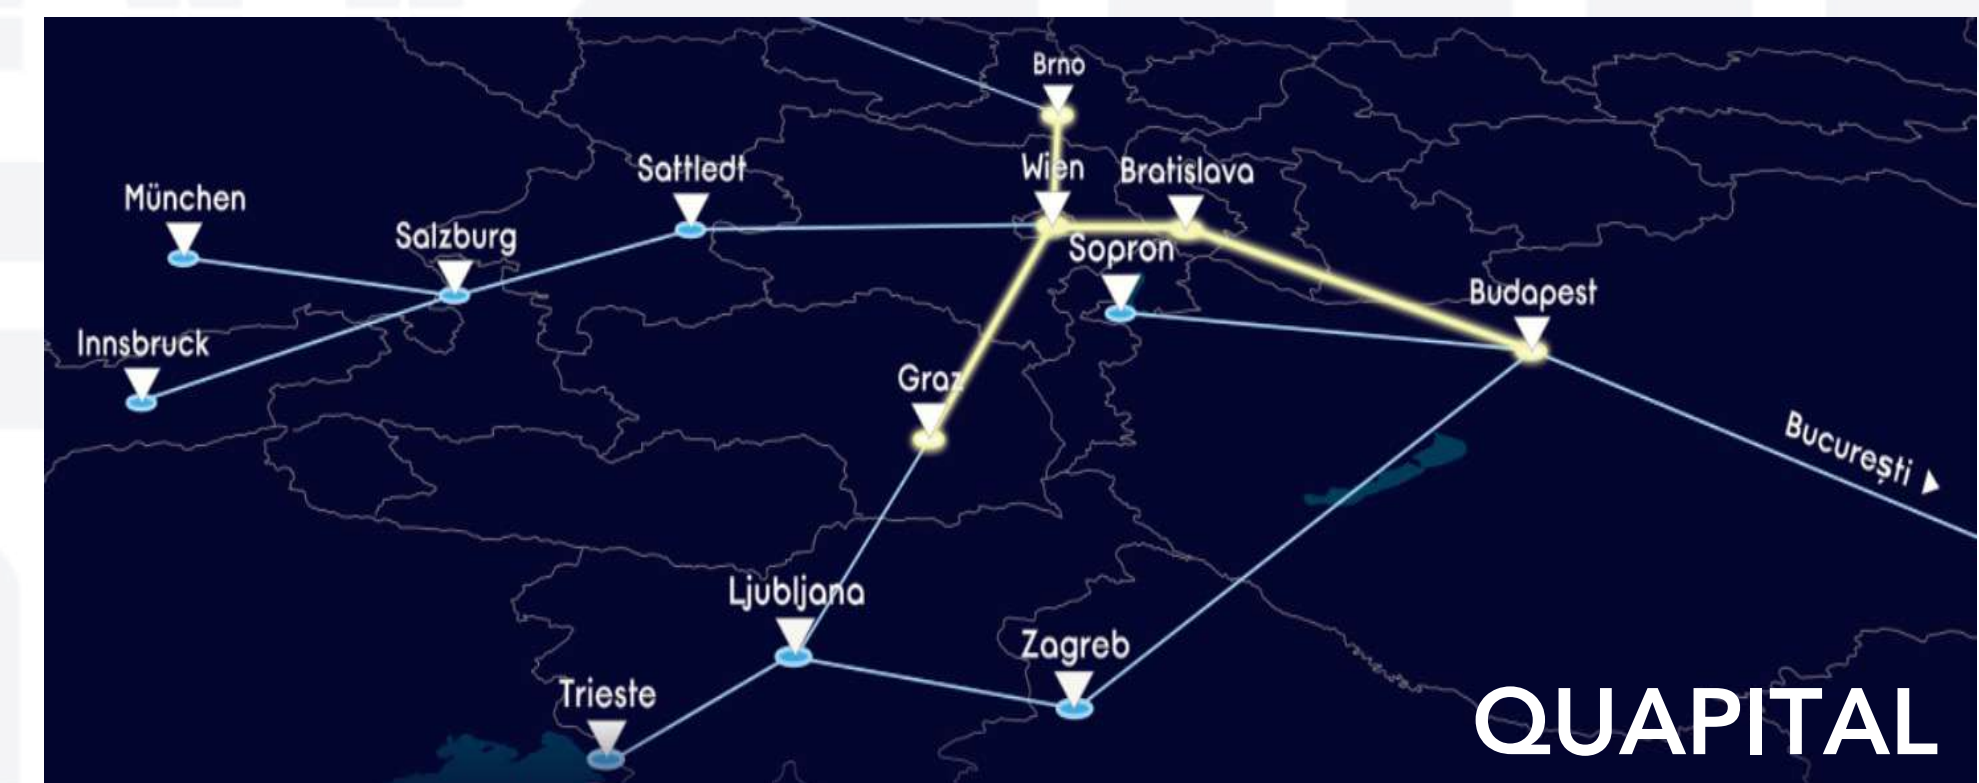 Brno
Wien
Bratislava
Sattledt
München
Salzburg
Sopron
Budapest
Innsbruck
Graz
București
Ljubljana
Zagreb
Trieste
QUAPITAL